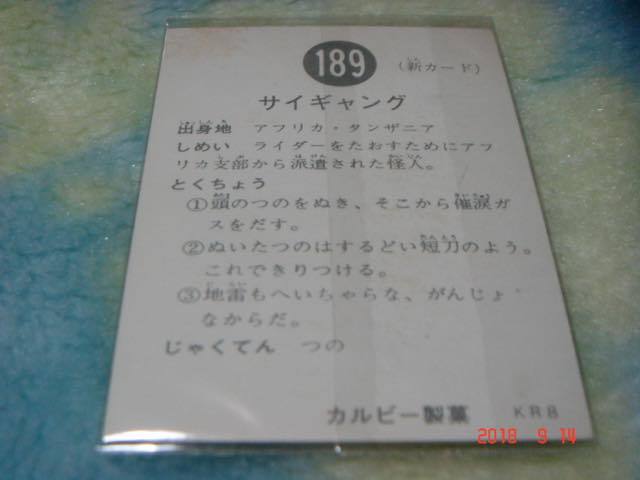 189 （新カード）
サイギャング
出身地 アフリカ・タンザニア
しめい ライダーをたおすためにアフ
リカ支部から派遣された怪人。
とくちょう
①頭のつのをぬき、そこから催涙ガ
スをだす。
②ぬいたつのはするどい短刀のよう。
これできりつける。
③地雷もへいちゃらな、がんじょ
なからだ。
じゃくてん つの
カルビー製菓 KR8
2018 9 14